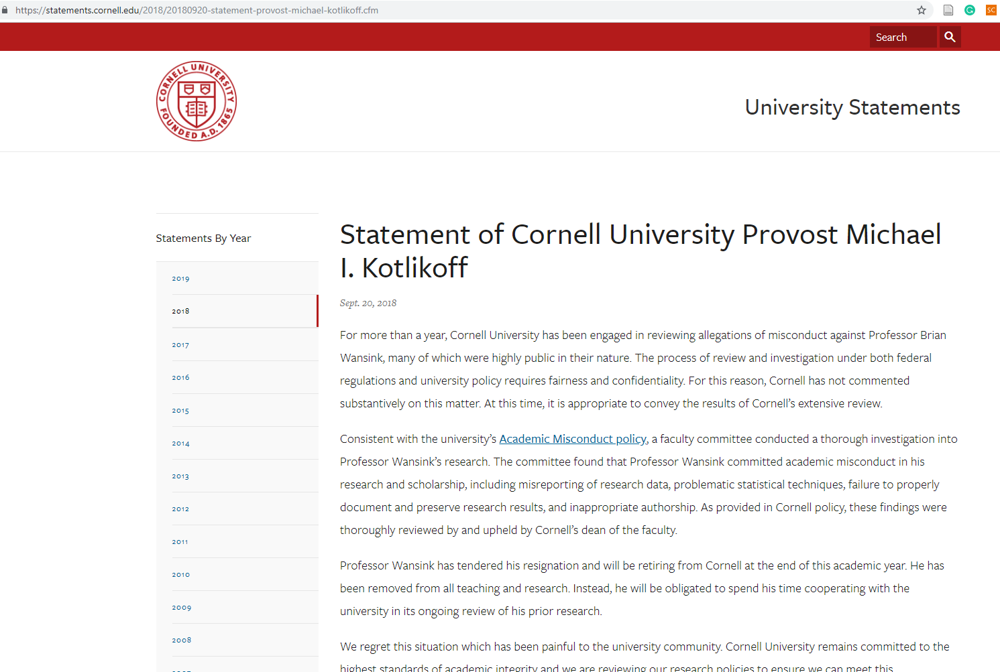 https://statements.cornell.edu/2018/20180920-statement-provost-michael-kotlikoff.cfm
SC
Search
CORNELL UNIVERSITY
FOUNDED A.D. 1865
University Statements
Statements By Year
2019
2018
2017
2016
2015
2014
2013
2012
2011
2010
2009
2008
Statement of Cornell University Provost Michael
I. Kotlikoff
Sept. 20, 2018
For more than a year, Cornell University has been engaged in reviewing allegations of misconduct against Professor Brian
Wansink, many of which were highly public in their nature. The process of review and investigation under both federal
regulations and university policy requires fairness and confidentiality. For this reason, Cornell has not commented
substantively on this matter. At this time, it is appropriate to convey the results of Cornell’s extensive review.
Consistent with the university’s Academic Misconduct policy, a faculty committee conducted a thorough investigation into
Professor Wansink’s research. The committee found that Professor Wansink committed academic misconduct in his
research and scholarship, including misreporting of research data, problematic statistical techniques, failure to properly
document and preserve research results, and inappropriate authorship. As provided in Cornell policy, these findings were
thoroughly reviewed by and upheld by Cornell’s dean of the faculty.
Professor Wansink has tendered his resignation and will be retiring from Cornell at the end of this academic year. He has
been removed from all teaching and research. Instead, he will be obligated to spend his time cooperating with the
university in its ongoing review of his prior research.
We regret this situation which has been painful to the university community. Cornell University remains committed to the
highest standards of academic integrity and we are reviewing our research policies to ensure we can meet this